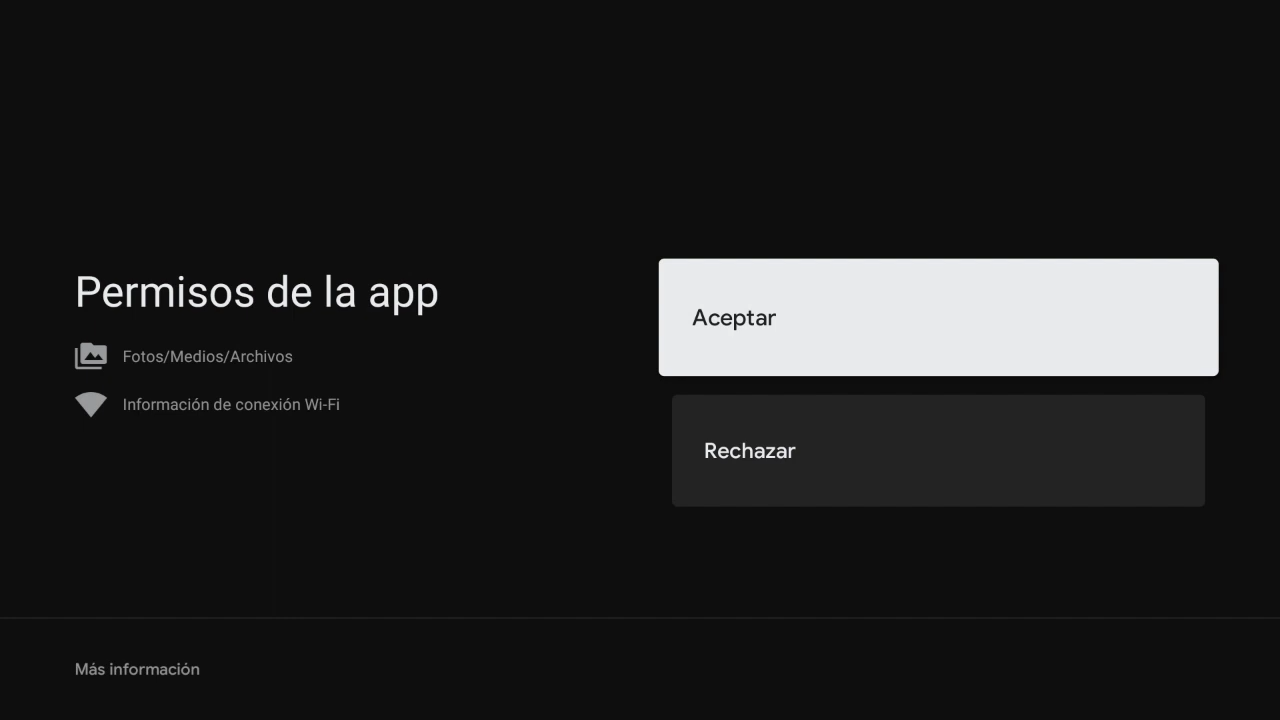 Permisos de la app
Fotos/Medios/Archivos
Información de conexión Wi-Fi
Aceptar
Rechazar
Más información